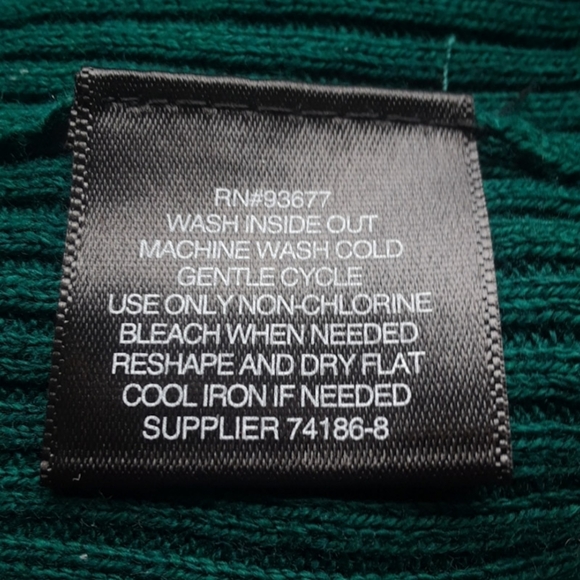 RN#93677
WASH INSIDE OUT
MACHINE WASH COLD
GENTLE CYCLE
USE ONLY NON-CHLORINE
BLEACH WHEN NEEDED
RESHAPE AND DRY FLAT
COOL IRON IF NEEDED
SUPPLIER 74186-8